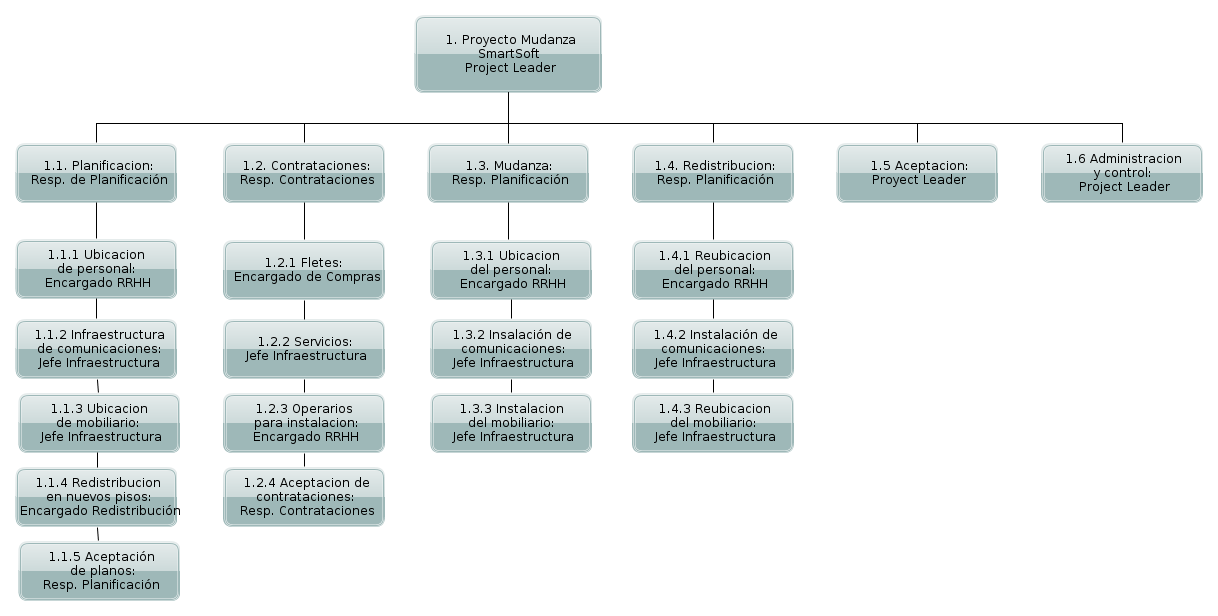 1. Proyecto Mudanza
SmartSoft
Project Leader
1.1. Planificacion:
Resp. de Planificación
1.2. Contrataciones:
Resp. Contrataciones
1.3. Mudanza:
Resp. Planificación
1.4. Redistribucion:
Resp. Planificación
1.5 Aceptacion:
Proyect Leader
1.6 Administracion
y control:
Project Leader
1.1.1 Ubicacion
de personal:
Encargado RRHH
1.1.2 Infraestructura
de comunicaciones:
Jefe Infraestructura
1.1.3 Ubicacion
de mobiliario:
Jefe Infraestructura
1.1.4 Redistribucion
en nuevos pisos:
Encargado Redistribución
1.1.5 Aceptación
de planos:
Resp. Planificación
1.2.1 Fletes:
Encargado de Compras
1.2.2 Servicios:
Jefe Infraestructura
1.2.3 Operarios
para instalacion:
Encargado RRHH
1.2.4 Aceptacion de
contrataciones:
Resp. Contrataciones
1.3.1 Ubicacion
del personal:
Encargado RRHH
1.3.2 Insalación de
comunicaciones:
Jefe Infraestructura
1.3.3 Instalacion
del mobiliario:
Jefe Infraestructura
1.4.1 Reubicacion
del personal:
Encargado RRHH
1.4.2 Instalación de
comunicaciones:
Jefe Infraestructura
1.4.3 Reubicacion
del mobiliario:
Jefe Infraestructura